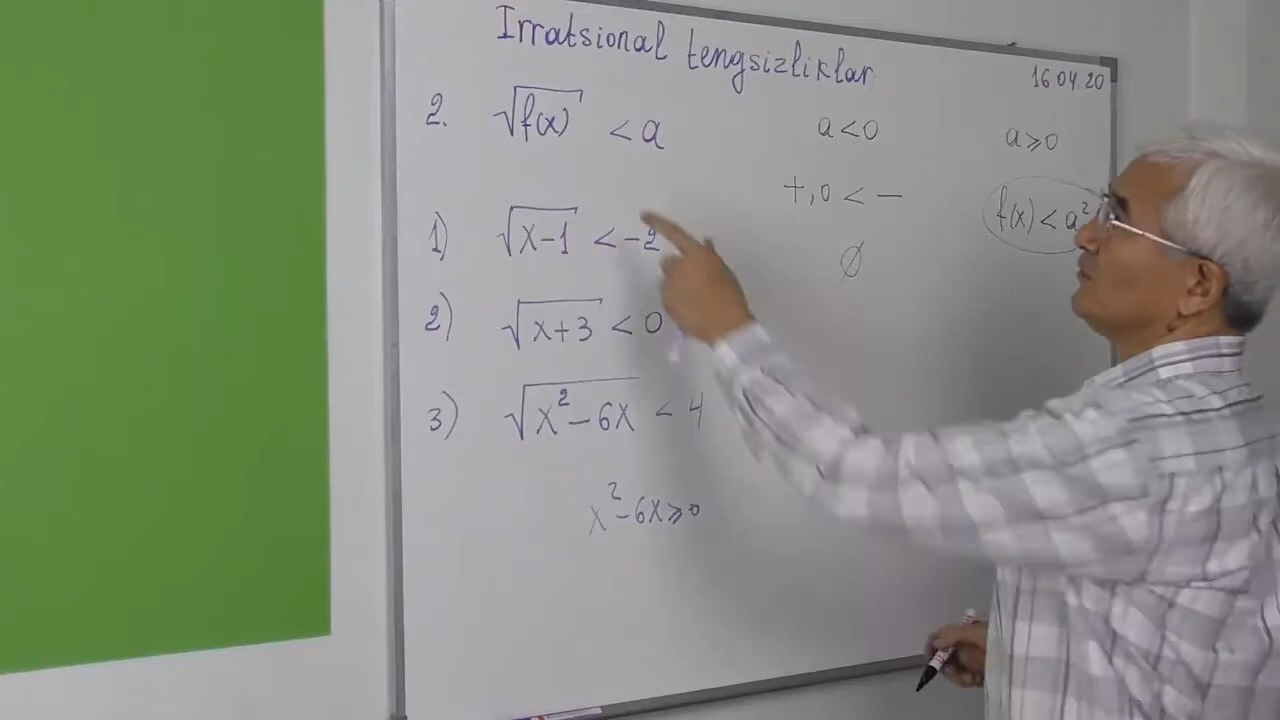 Irratsional tengsizliklar
16.04.20
2. √f(x) < a
a < 0
a ⩾ 0
+,0 < −
f(x) < a²
1) √x−1 < −2
∅
2) √x+3 < 0
3) √x²−6x < 4
x²−6x ⩾ 0